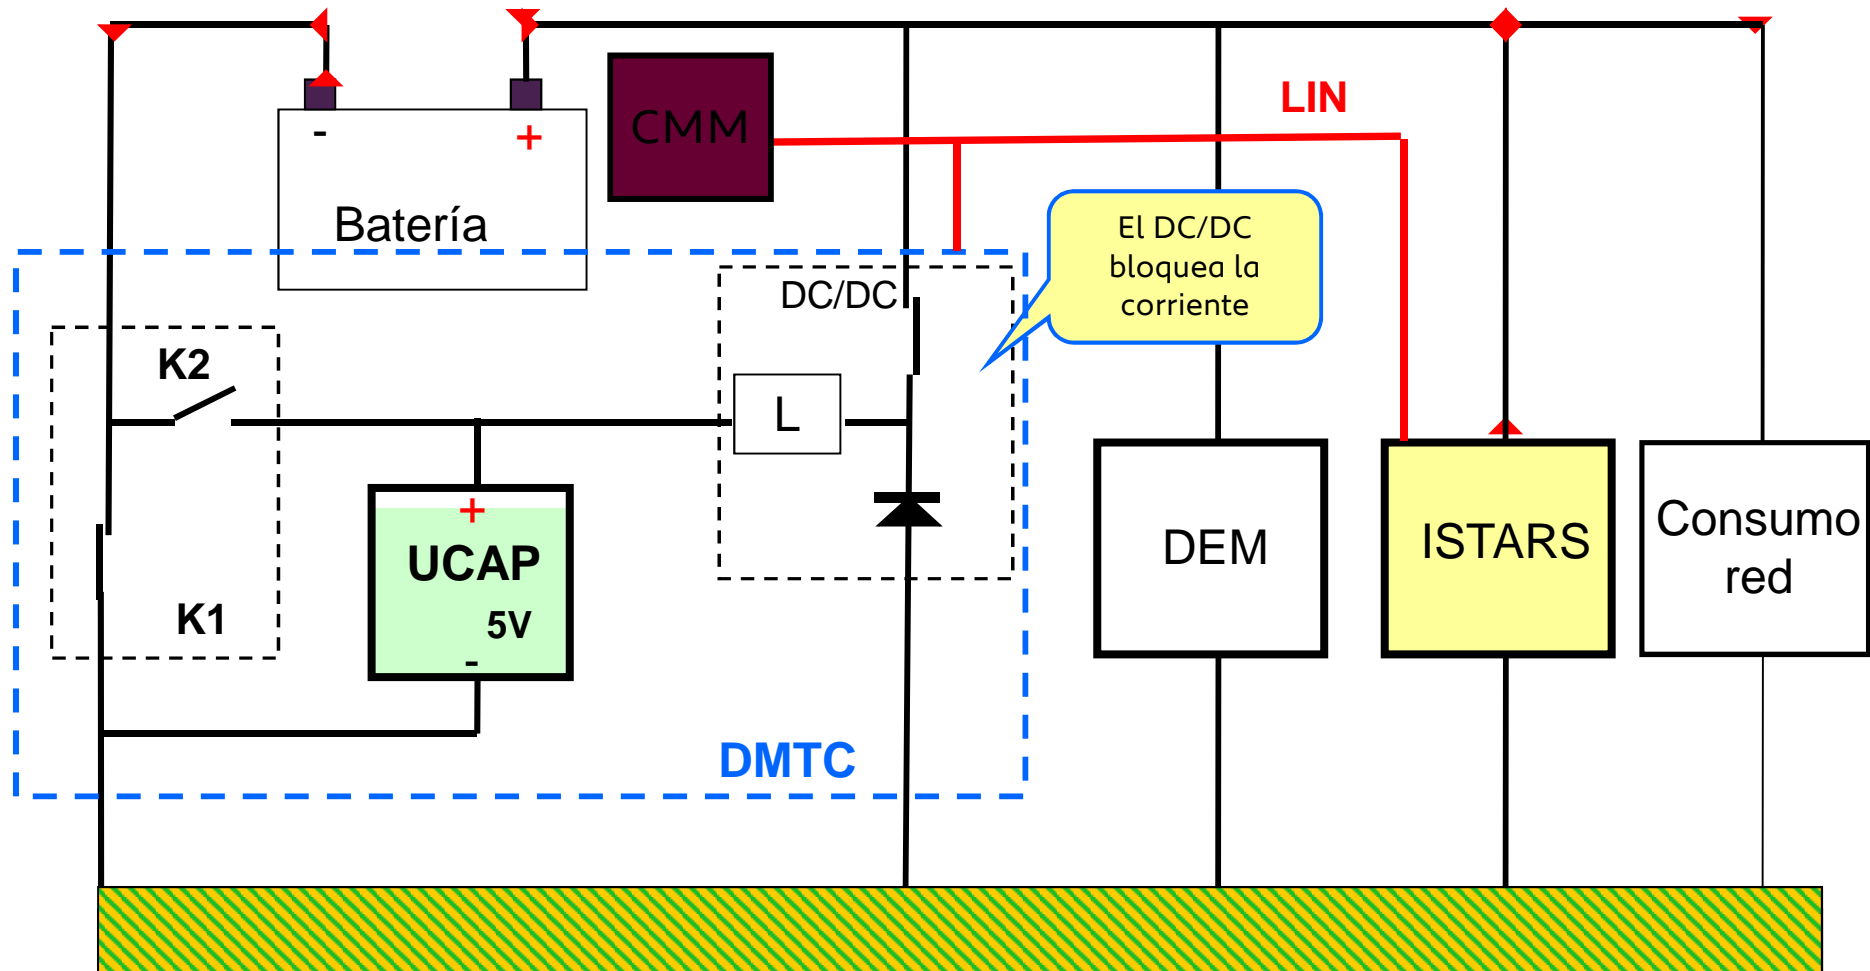 CMM
LIN
-
+
Batería
El DC/DC
bloquea la
corriente
DC/DC
K2
L
+
UCAP
5V
-
K1
DEM
ISTARS
Consumo
red
DMTC